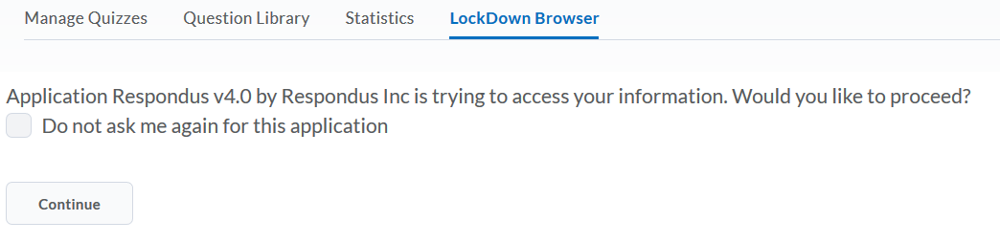 Manage Quizzes Question Library Statistics LockDown Browser
Application Respondus v4.0 by Respondus Inc is trying to access your information. Would you like to proceed?
Do not ask me again for this application
Continue